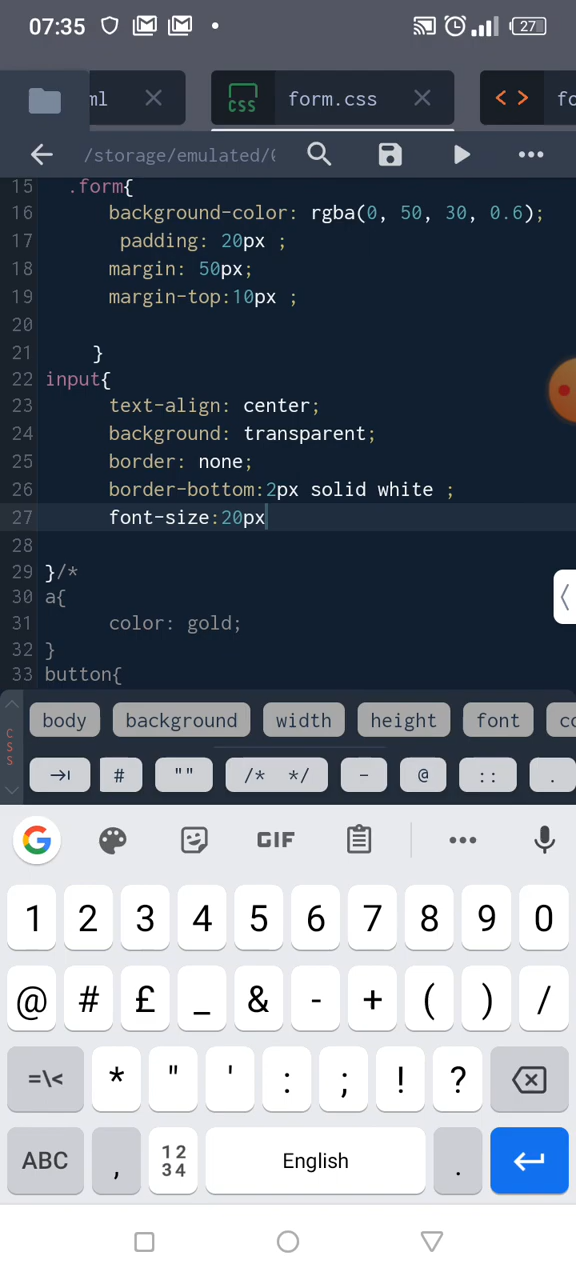 07:35
27
ml
CSS
form.css
< >
fo
/storage/emulated/0
15 .form{
16 background-color: rgba(0, 50, 30, 0.6);
17 padding: 20px ;
18 margin: 50px;
19 margin-top:10px ;
20
21 }
22 input{
23 text-align: center;
24 background: transparent;
25 border: none;
26 border-bottom:2px solid white ;
27 font-size:20px
28
29 }/*
30 a{
31 color: gold;
32 }
33 button{
CSS
body background width height font co
# "" /* */ - @ :: .
GIF
1 2 3 4 5 6 7 8 9 0
@ # £ _ & - + ( ) /
=\< * " ' : ; ! ?
ABC , 12 34 English .